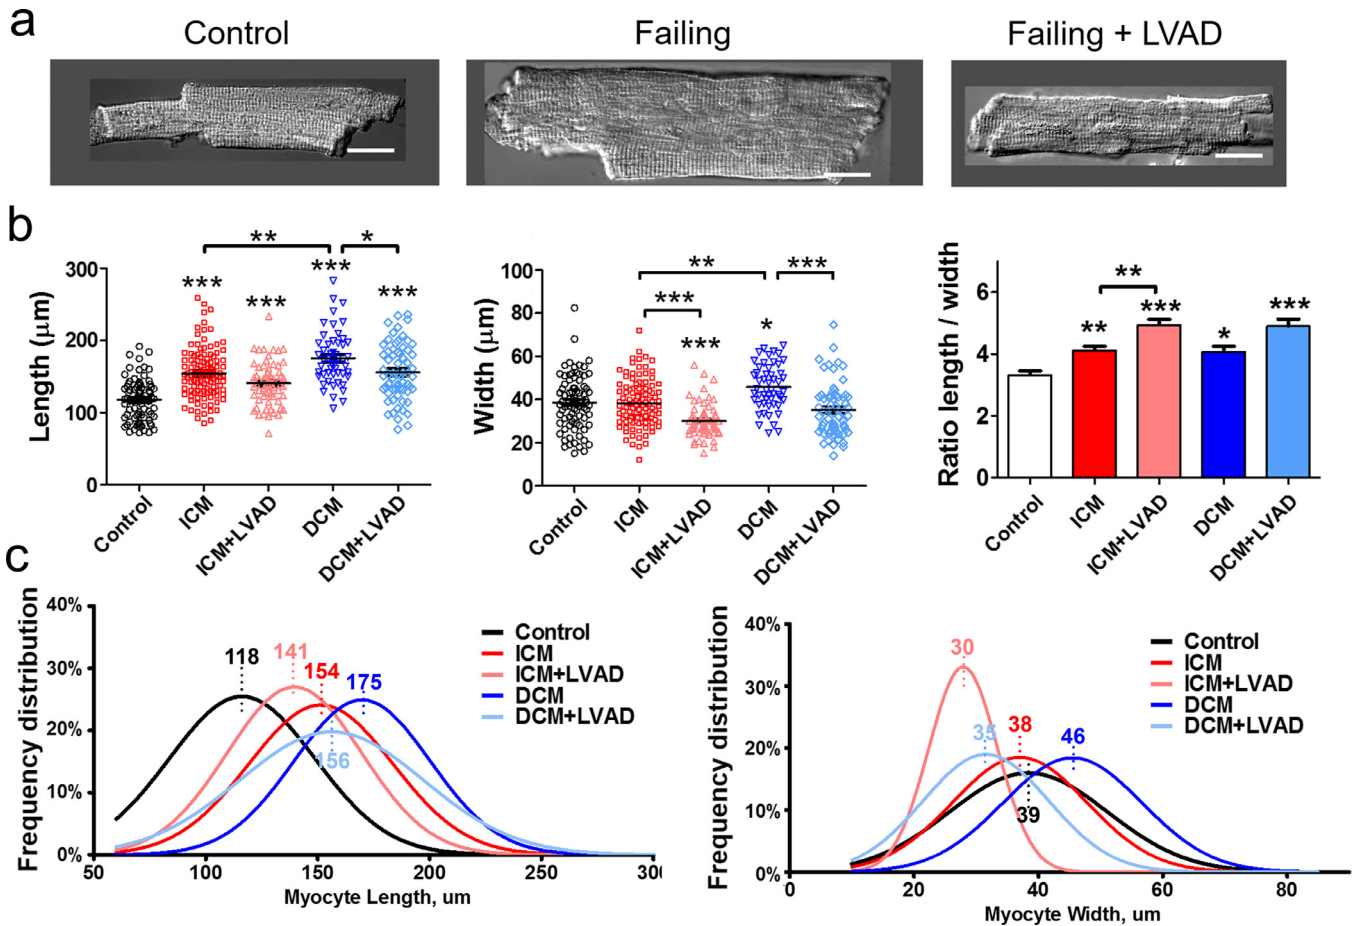 a
Control
Failing
Failing + LVAD
b
Length (µm)
300
200
100
0
***
***
**
***
*
***
Control
ICM
ICM+LVAD
DCM
DCM+LVAD
Width (µm)
100
80
60
40
20
0
**
***
***
***
*
Control
ICM
ICM+LVAD
DCM
DCM+LVAD
Ratio length / width
6
4
2
0
**
**
***
*
***
Control
ICM
ICM+LVAD
DCM
DCM+LVAD
c
Frequency distribution
40%
30%
20%
10%
0%
118
141
154
175
156
Control
ICM
ICM+LVAD
DCM
DCM+LVAD
50
100
150
200
250
300
Myocyte Length, um
Frequency distribution
40%
30%
20%
10%
0%
30
35
38
46
39
Control
ICM
ICM+LVAD
DCM
DCM+LVAD
0
20
40
60
80
Myocyte Width, um